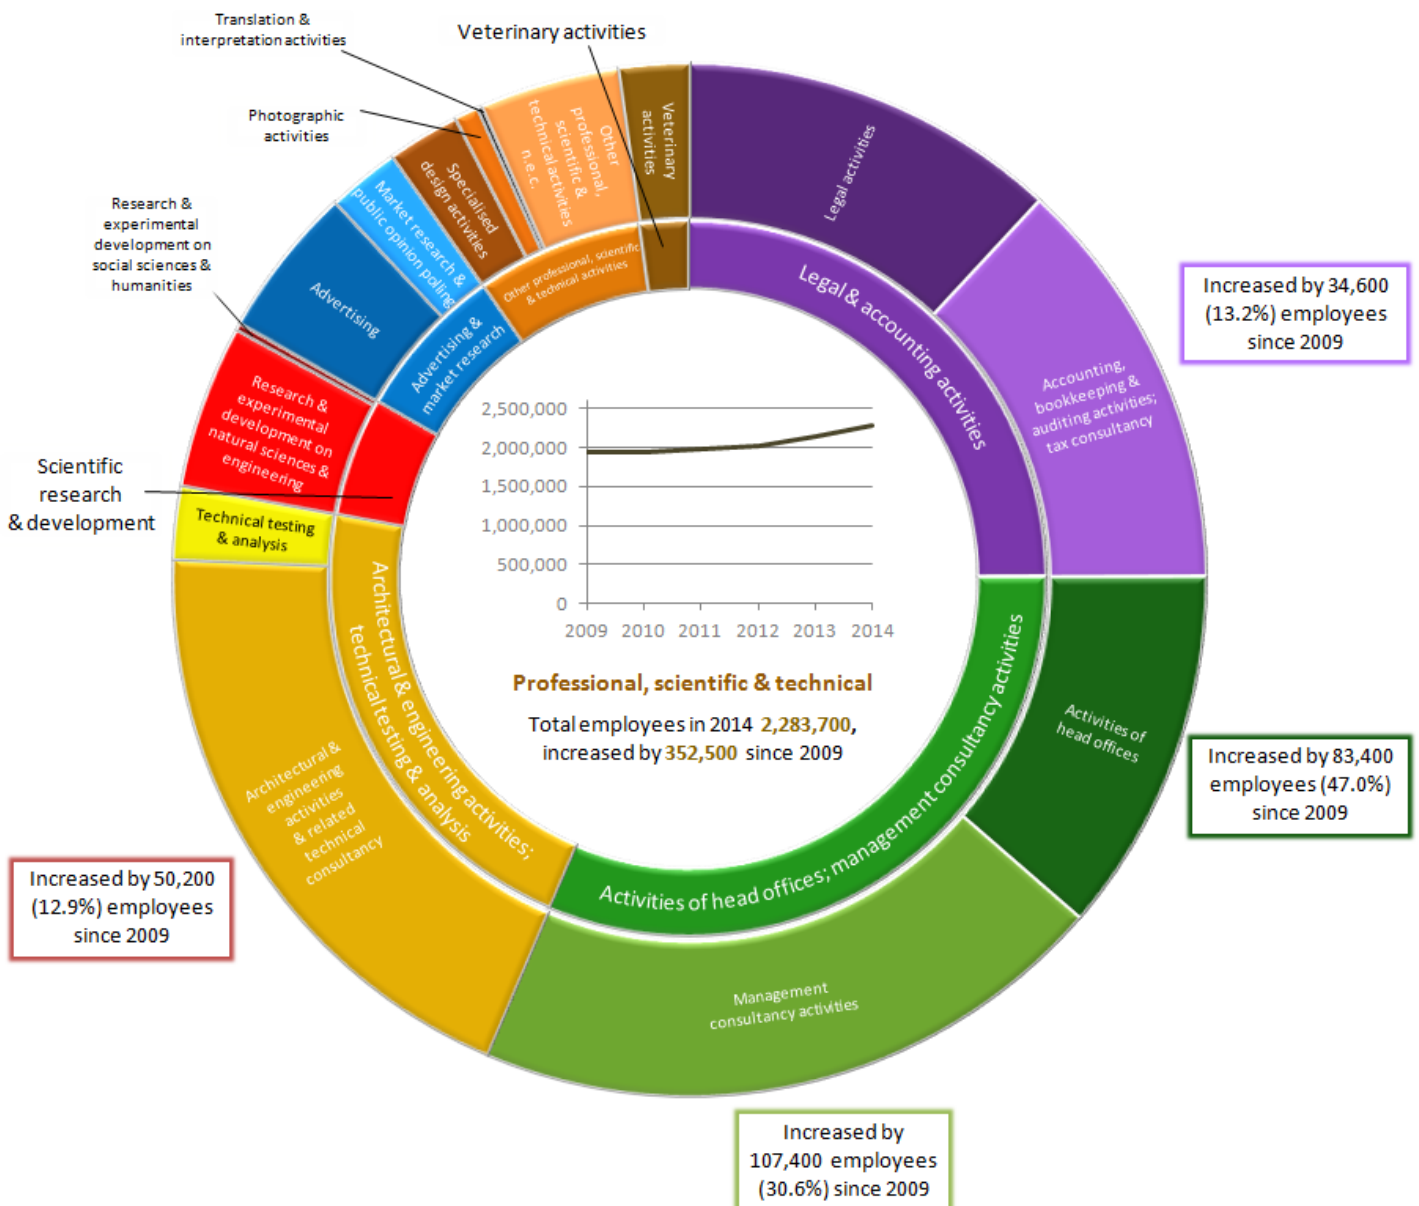 Translation &
interpretation activities
Veterinary activities
Photographic
activities
Research &
experimental
development on
social sciences &
humanities
Scientific
research
& development
Legal activities
Accounting,
bookkeeping &
auditing activities;
tax consultancy
Activities of
head offices
Management
consultancy activities
Architectural &
engineering
activities
& related
technical
consultancy
Technical testing
& analysis
Research &
experimental
development on
natural sciences &
engineering
Advertising
Market research &
public opinion polling
Specialised
design activities
Other
professional,
scientific &
technical activities
n.e.c.
Veterinary
activities
Legal & accounting activities
Activities of head offices; management consultancy activities
Architectural & engineering activities;
technical testing & analysis
Advertising &
market research
Other professional, scientific
& technical activities
2,500,000
2,000,000
1,500,000
1,000,000
500,000
0
2009 2010 2011 2012 2013 2014
Professional, scientific & technical
Total employees in 2014 2,283,700,
increased by 352,500 since 2009
Increased by 34,600
(13.2%) employees
since 2009
Increased by 83,400
employees (47.0%)
since 2009
Increased by 50,200
(12.9%) employees
since 2009
Increased by
107,400 employees
(30.6%) since 2009